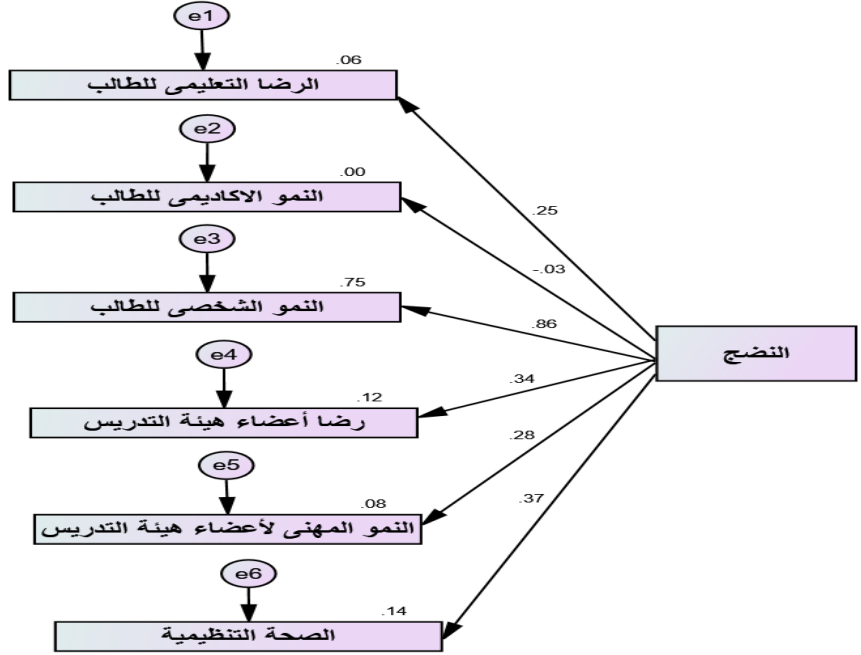 e1
.06
الرضا التعليمى للطالب
e2
.00
النمو الاكاديمى للطالب
e3
.75
النمو الشخصى للطالب
e4
.12
رضا أعضاء هيئة التدريس
e5
.08
النمو المهنى لأعضاء هيئة التدريس
e6
.14
الصحة التنظيمية
.25
-.03
.86
.34
.28
.37
النضج